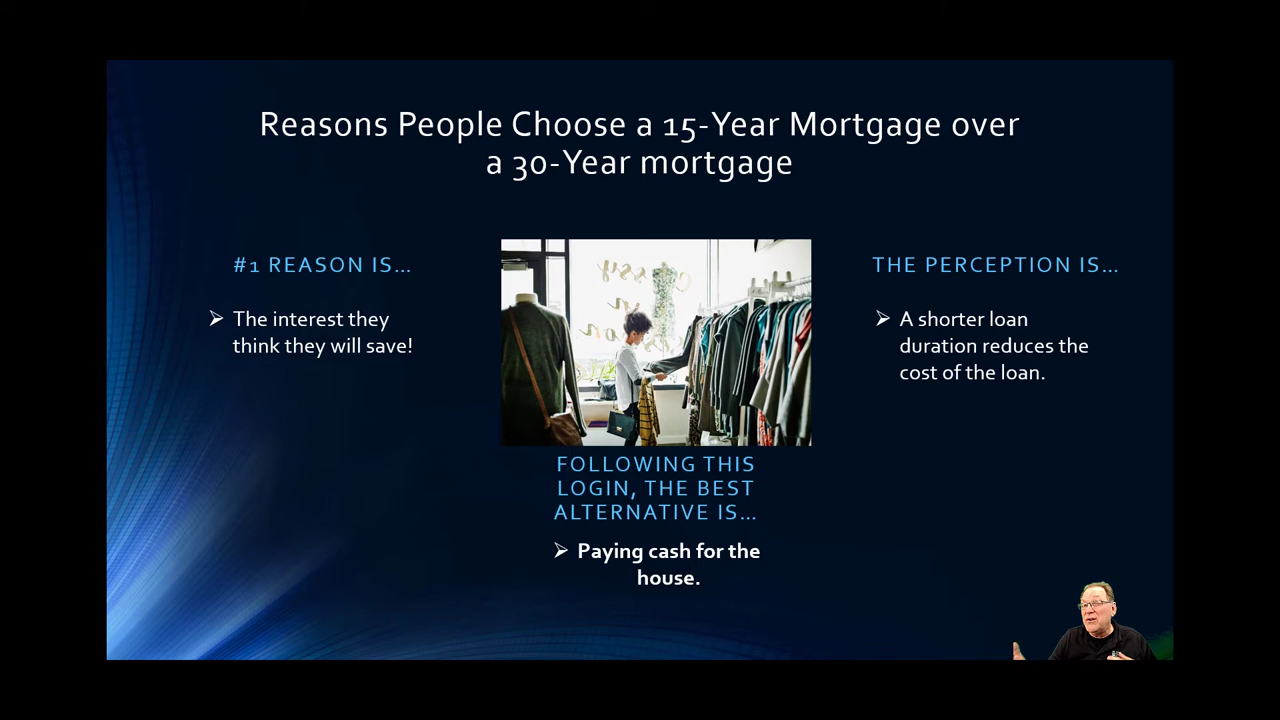 Reasons People Choose a 15-Year Mortgage over
a 30-Year mortgage
#1 REASON IS...
➢ The interest they
think they will save!
FOLLOWING THIS
LOGIN, THE BEST
ALTERNATIVE IS...
➢ Paying cash for the
house.
THE PERCEPTION IS...
➢ A shorter loan
duration reduces the
cost of the loan.